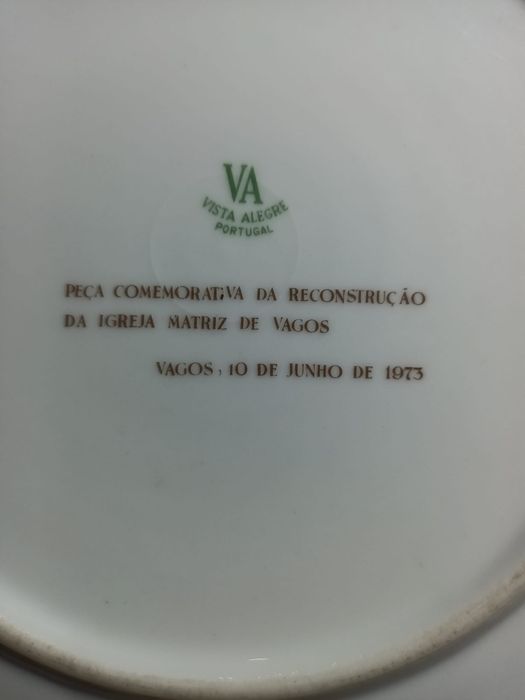 VA
VISTA ALEGRE
PORTUGAL
PEÇA COMEMORATIVA DA RECONSTRUÇÃO
DA IGREJA MATRIZ DE VAGOS
VAGOS, 10 DE JUNHO DE 1973